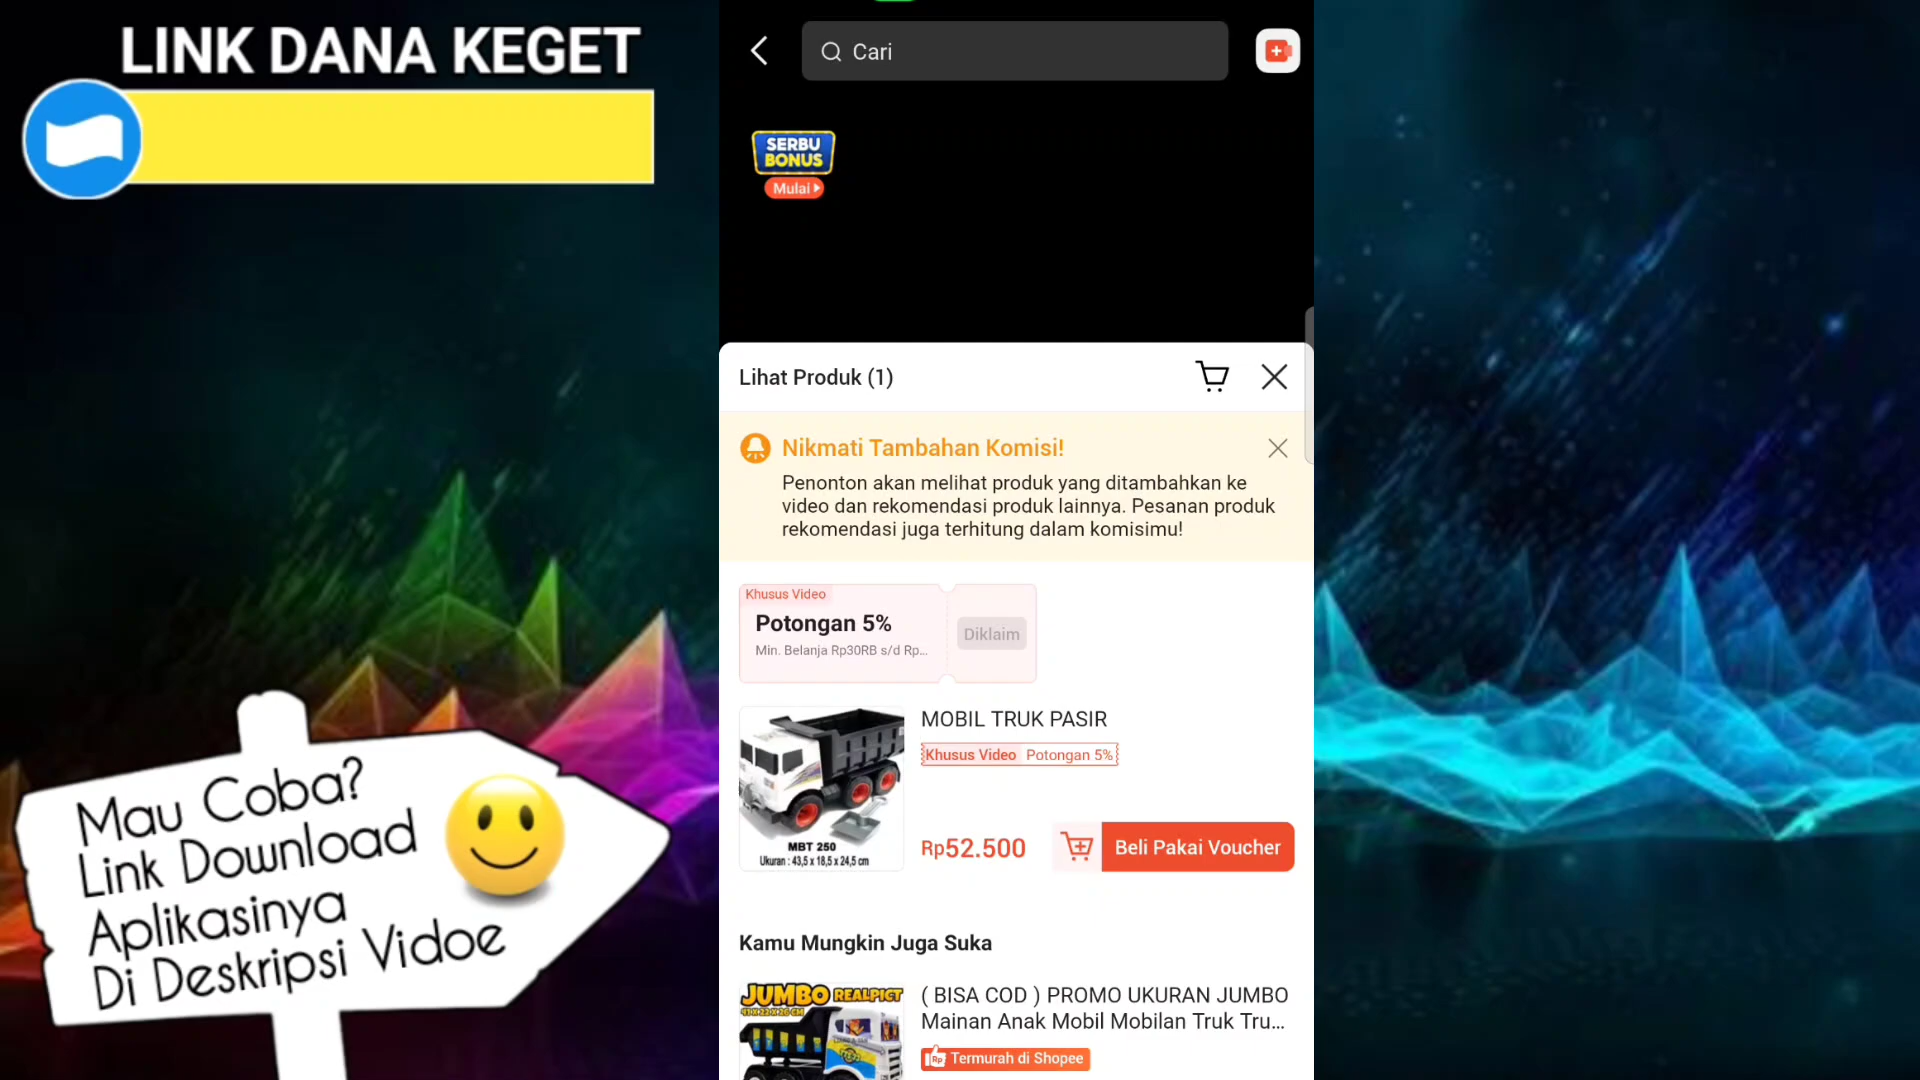 LINK DANA KEGET
Mau Coba?
Link Download
Aplikasinya
Di Deskripsi Vidoe
Cari
SERBU
BONUS
Mulai
Lihat Produk (1)
Nikmati Tambahan Komisi!
Penonton akan melihat produk yang ditambahkan ke
video dan rekomendasi produk lainnya. Pesanan produk
rekomendasi juga terhitung dalam komisimu!
Khusus Video
Potongan 5%
Min. Belanja Rp30RB s/d Rp...
Diklaim
MBT 250
Ukuran : 43,5 x 18,5 x 24,5 cm
MOBIL TRUK PASIR
Khusus Video Potongan 5%
Rp52.500
Beli Pakai Voucher
Kamu Mungkin Juga Suka
JUMBO REALPICT
( BISA COD ) PROMO UKURAN JUMBO
Mainan Anak Mobil Mobilan Truk Tru...
Termurah di Shopee